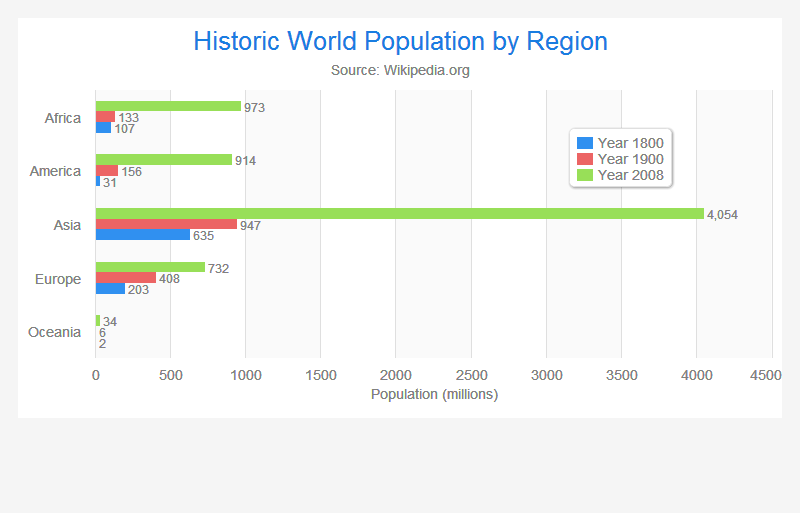 Historic World Population by Region
Source: Wikipedia.org
Africa
973
133
107
America
914
156
31
Asia
4,054
947
635
Europe
732
408
203
Oceania
34
6
2
Year 1800
Year 1900
Year 2008
0 500 1000 1500 2000 2500 3000 3500 4000 4500
Population (millions)